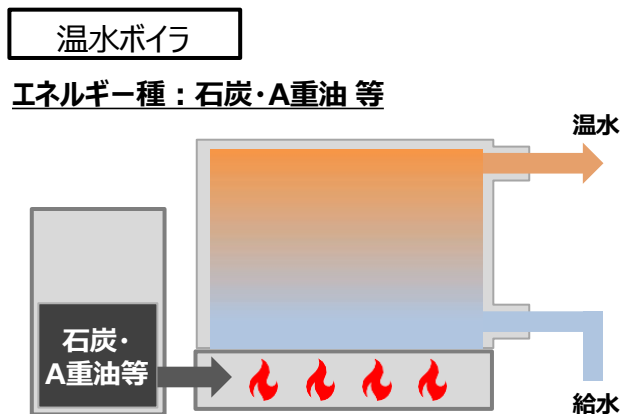 温水ボイラ
エネルギー種：石炭・A重油 等
温水
石炭・
A重油等
給水